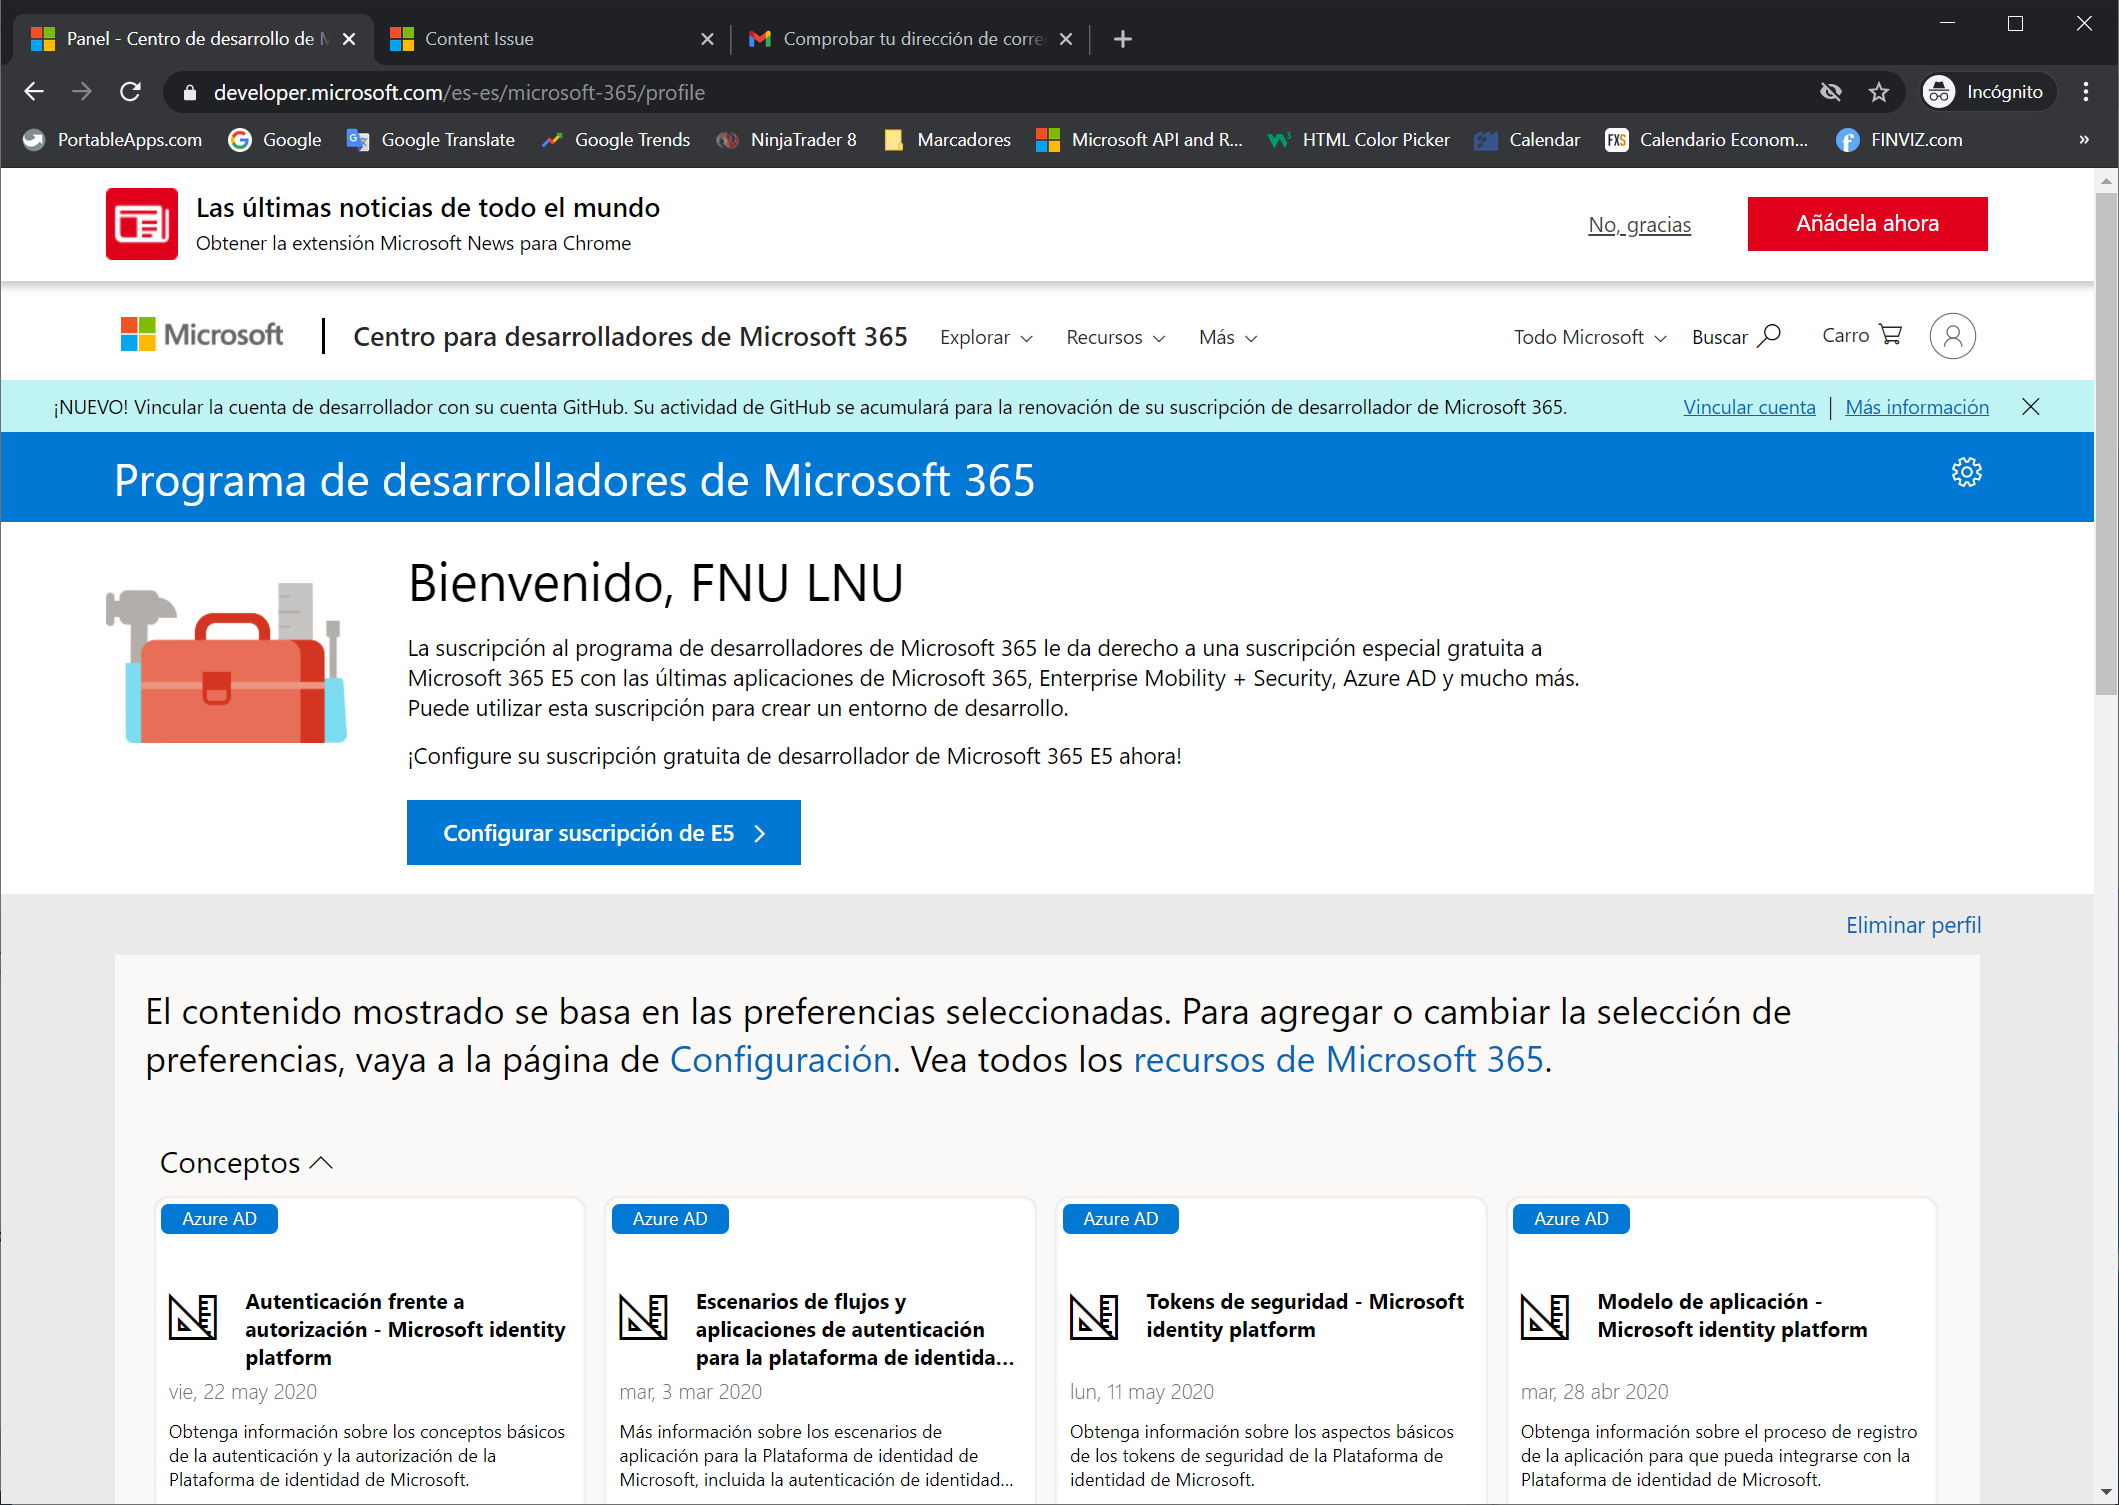 Panel - Centro de desarrollo de M
Content Issue
Comprobar tu dirección de corre
developer.microsoft.com/es-es/microsoft-365/profile
Incógnito
PortableApps.com
Google
Google Translate
Google Trends
NinjaTrader 8
Marcadores
Microsoft API and R...
HTML Color Picker
Calendar
FXS
Calendario Econom...
FINVIZ.com
»
Las últimas noticias de todo el mundo
Obtener la extensión Microsoft News para Chrome
No, gracias
Añádela ahora
Microsoft
Centro para desarrolladores de Microsoft 365
Explorar
Recursos
Más
Todo Microsoft
Buscar
Carro
¡NUEVO! Vincular la cuenta de desarrollador con su cuenta GitHub. Su actividad de GitHub se acumulará para la renovación de su suscripción de desarrollador de Microsoft 365.
Vincular cuenta | Más información
Programa de desarrolladores de Microsoft 365
Bienvenido, FNU LNU
La suscripción al programa de desarrolladores de Microsoft 365 le da derecho a una suscripción especial gratuita a
Microsoft 365 E5 con las últimas aplicaciones de Microsoft 365, Enterprise Mobility + Security, Azure AD y mucho más.
Puede utilizar esta suscripción para crear un entorno de desarrollo.
¡Configure su suscripción gratuita de desarrollador de Microsoft 365 E5 ahora!
Configurar suscripción de E5
Eliminar perfil
El contenido mostrado se basa en las preferencias seleccionadas. Para agregar o cambiar la selección de
preferencias, vaya a la página de Configuración. Vea todos los recursos de Microsoft 365.
Conceptos
Azure AD
Autenticación frente a
autorización - Microsoft identity
platform
vie, 22 may 2020
Obtenga información sobre los conceptos básicos
de la autenticación y la autorización de la
Plataforma de identidad de Microsoft.
Azure AD
Escenarios de flujos y
aplicaciones de autenticación
para la plataforma de identida...
mar, 3 mar 2020
Más información sobre los escenarios de
aplicación para la Plataforma de identidad de
Microsoft, incluida la autenticación de identidad...
Azure AD
Tokens de seguridad - Microsoft
identity platform
lun, 11 may 2020
Obtenga información sobre los aspectos básicos
de los tokens de seguridad de la Plataforma de
identidad de Microsoft.
Azure AD
Modelo de aplicación -
Microsoft identity platform
mar, 28 abr 2020
Obtenga información sobre el proceso de registro
de la aplicación para que pueda integrarse con la
Plataforma de identidad de Microsoft.